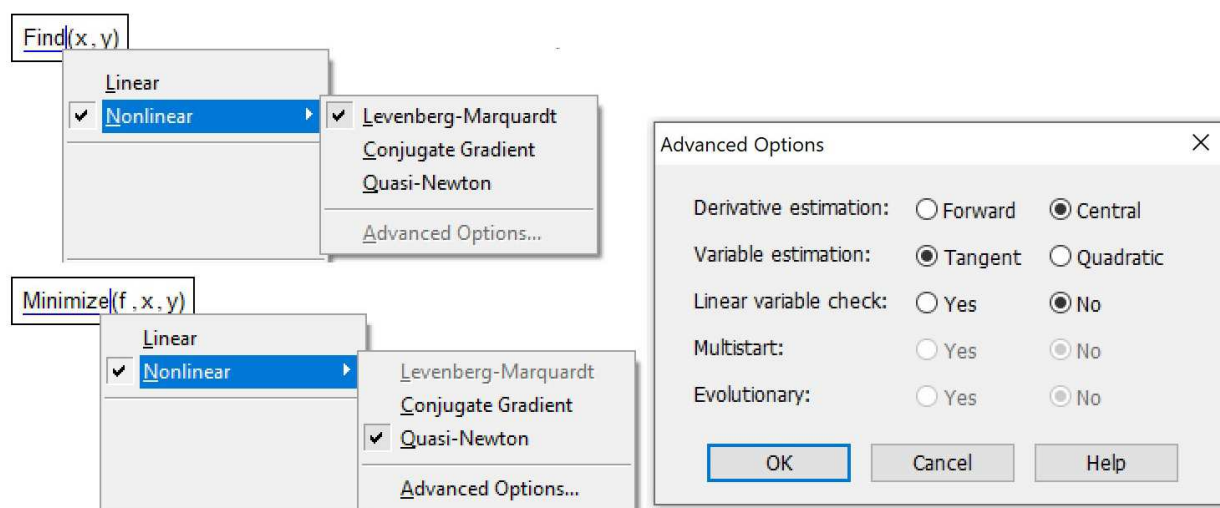 Find(x, y)
Linear
Nonlinear
Levenberg-Marquardt
Conjugate Gradient
Quasi-Newton
Advanced Options...
Minimize(f, x, y)
Linear
Nonlinear
Levenberg-Marquardt
Conjugate Gradient
Quasi-Newton
Advanced Options...
Advanced Options
Derivative estimation: Forward Central
Variable estimation: Tangent Quadratic
Linear variable check: Yes No
Multistart: Yes No
Evolutionary: Yes No
OK Cancel Help